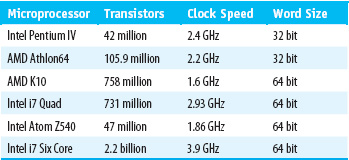 Microprocessor Transistors Clock Speed Word Size
Intel Pentium IV 42 million 2.4 GHz 32 bit
AMD Athlon64 105.9 million 2.2 GHz 32 bit
AMD K10 758 million 1.6 GHz 64 bit
Intel i7 Quad 731 million 2.93 GHz 64 bit
Intel Atom Z540 47 million 1.86 GHz 64 bit
Intel i7 Six Core 2.2 billion 3.9 GHz 64 bit